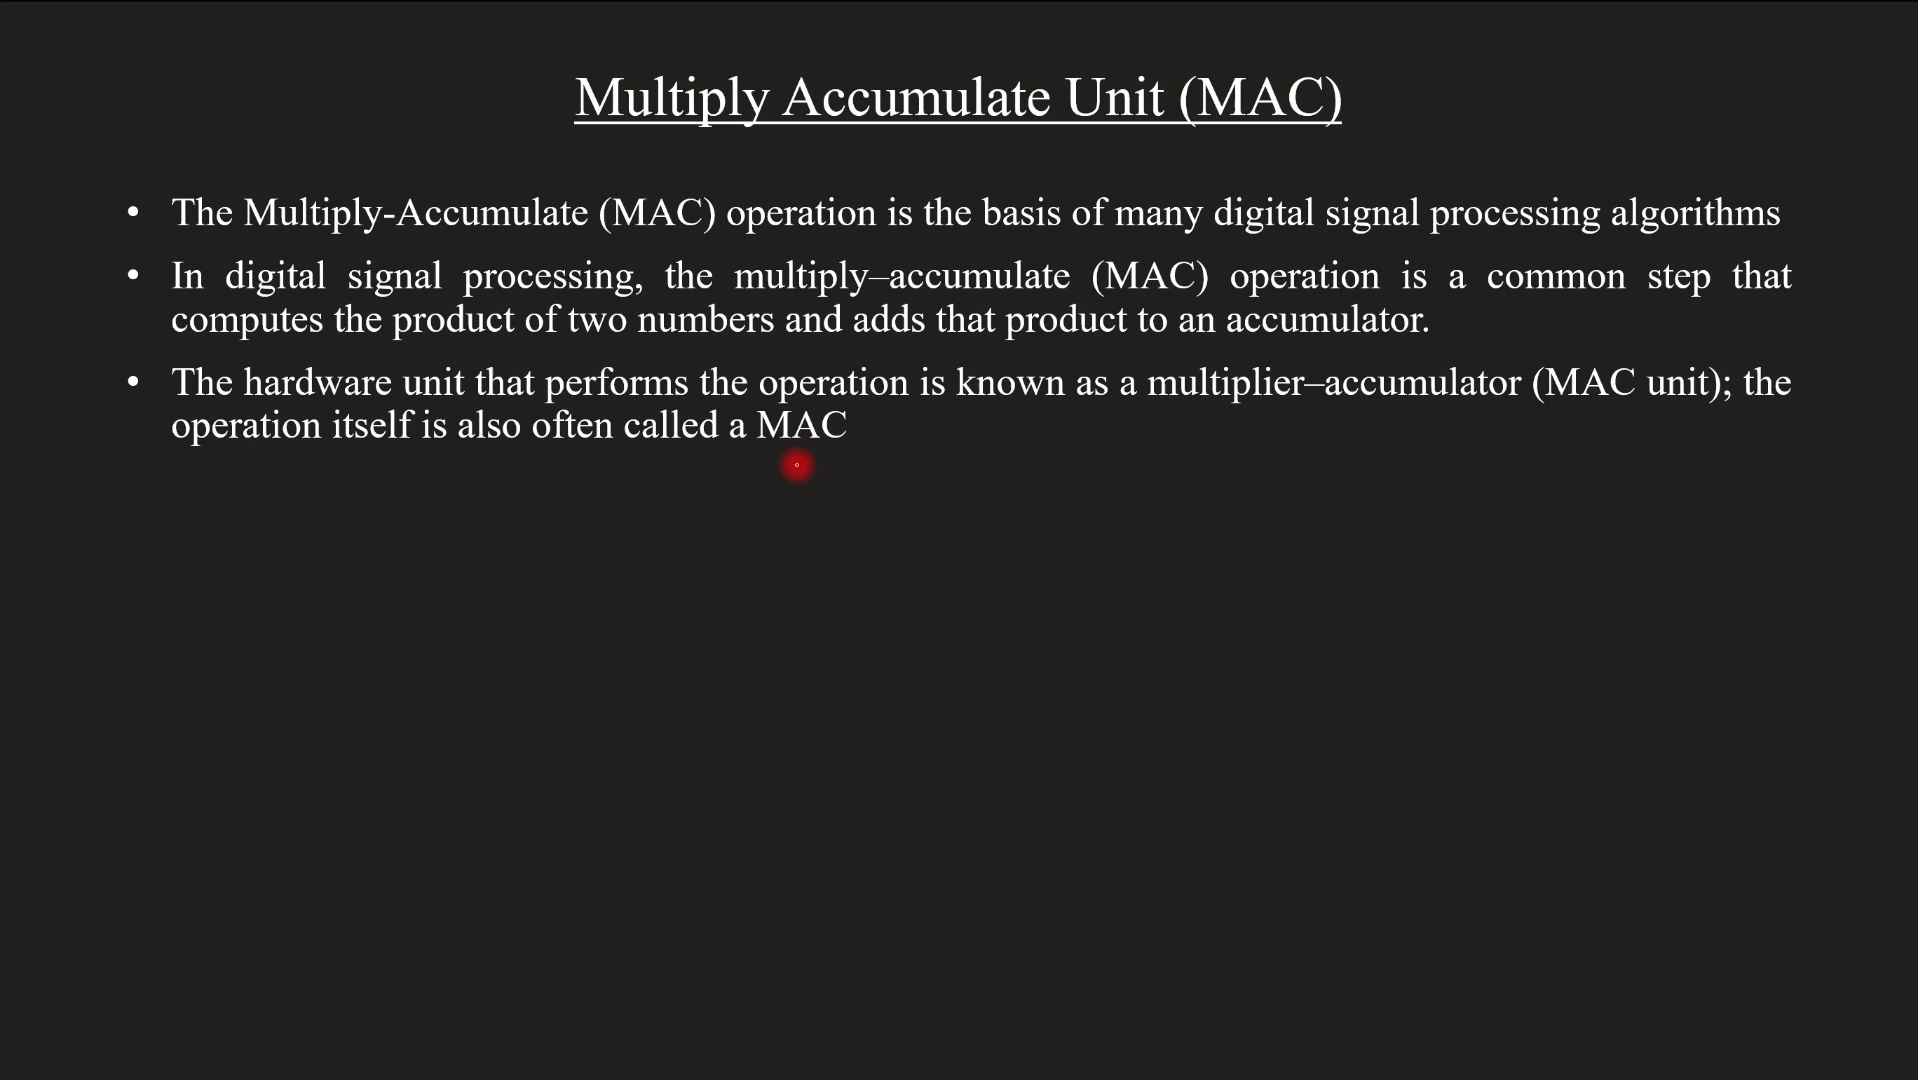 Multiply Accumulate Unit (MAC)
• The Multiply-Accumulate (MAC) operation is the basis of many digital signal processing algorithms
• In digital signal processing, the multiply–accumulate (MAC) operation is a common step that
computes the product of two numbers and adds that product to an accumulator.
• The hardware unit that performs the operation is known as a multiplier–accumulator (MAC unit); the
operation itself is also often called a MAC